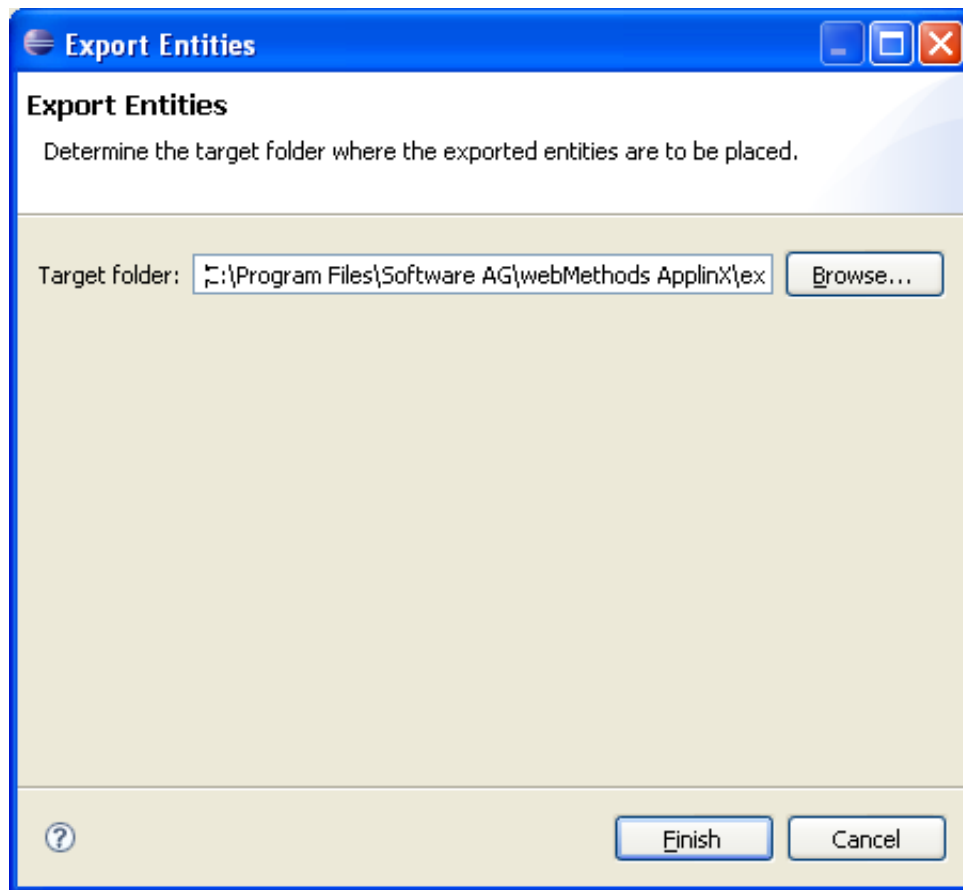 Export Entities
Export Entities
Determine the target folder where the exported entities are to be placed.
Target folder: C:\Program Files\Software AG\webMethods ApplinX\ex Browse...
? Finish Cancel